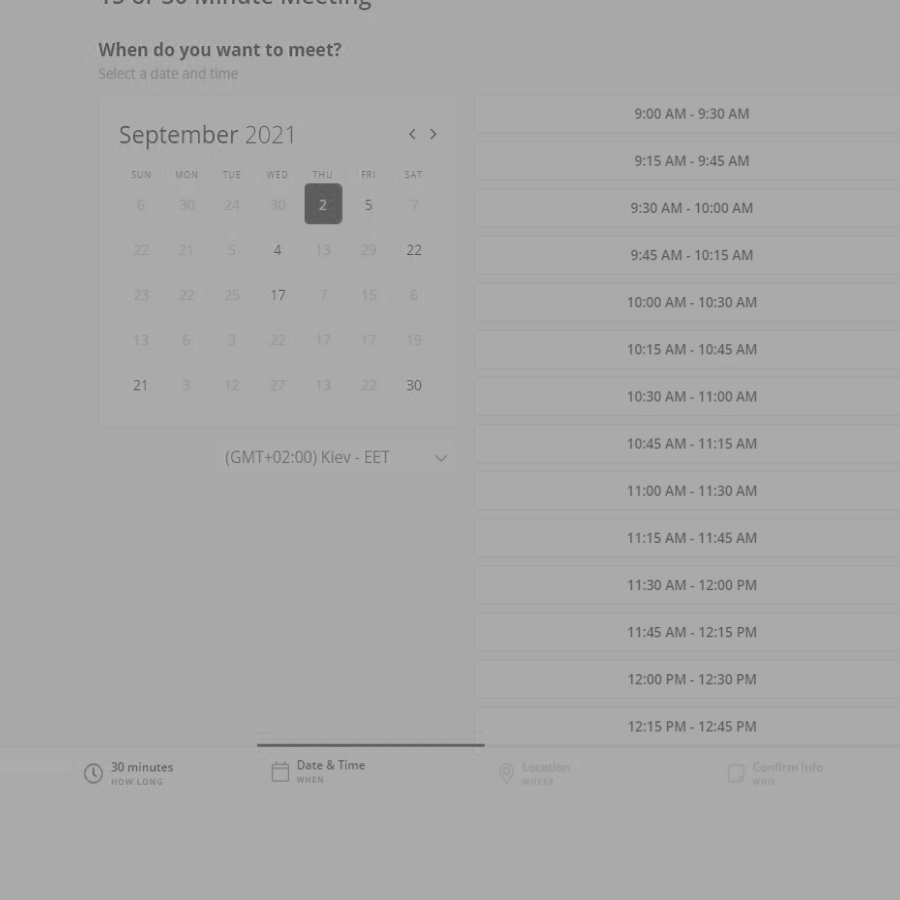 When do you want to meet?
Select a date and time
September 2021
SUN MON TUE WED THU FRI SAT
6 30 24 30 2 5 7
22 21 5 4 13 29 22
23 22 25 17 7 15 6
13 6 3 22 17 17 19
21 3 12 27 13 22 30
(GMT+02:00) Kiev - EET
9:00 AM - 9:30 AM
9:15 AM - 9:45 AM
9:30 AM - 10:00 AM
9:45 AM - 10:15 AM
10:00 AM - 10:30 AM
10:15 AM - 10:45 AM
10:30 AM - 11:00 AM
10:45 AM - 11:15 AM
11:00 AM - 11:30 AM
11:15 AM - 11:45 AM
11:30 AM - 12:00 PM
11:45 AM - 12:15 PM
12:00 PM - 12:30 PM
12:15 PM - 12:45 PM
30 minutes
HOW LONG
Date & Time
WHEN
Location
WHERE
Confirm Info
WHO